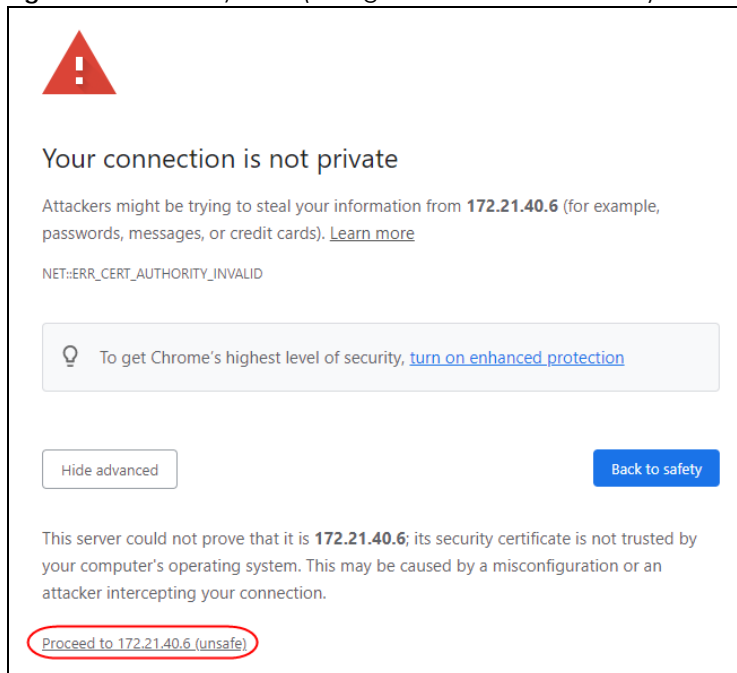 Your connection is not private
Attackers might be trying to steal your information from 172.21.40.6 (for example,
passwords, messages, or credit cards). Learn more
NET::ERR_CERT_AUTHORITY_INVALID
To get Chrome's highest level of security, turn on enhanced protection
Hide advanced
Back to safety
This server could not prove that it is 172.21.40.6; its security certificate is not trusted by
your computer's operating system. This may be caused by a misconfiguration or an
attacker intercepting your connection.
Proceed to 172.21.40.6 (unsafe)